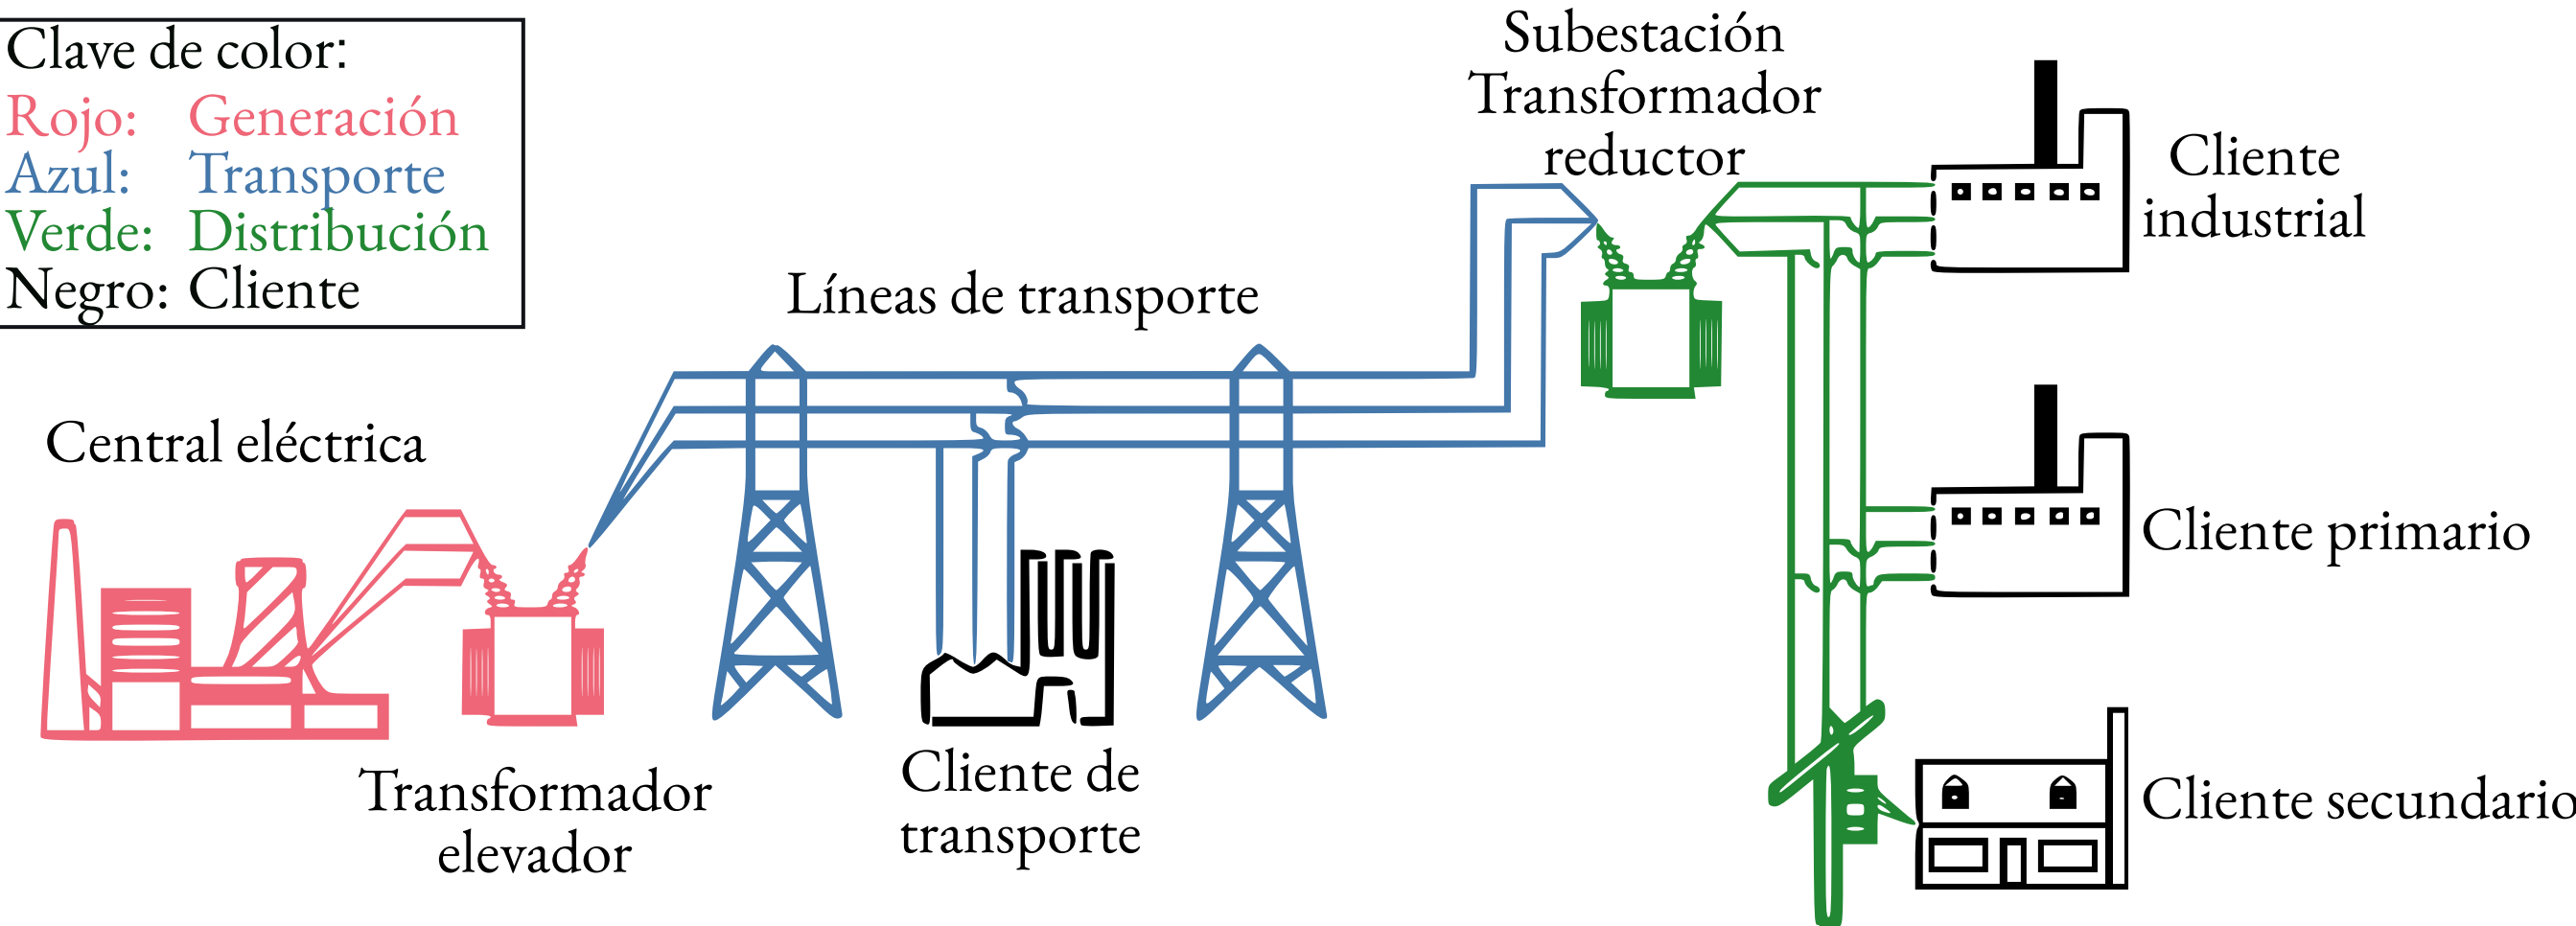 Clave de color:
Rojo: Generación
Azul: Transporte
Verde: Distribución
Negro: Cliente
Central eléctrica
Transformador
elevador
Líneas de transporte
Cliente de
transporte
Subestación
Transformador
reductor
Cliente
industrial
Cliente primario
Cliente secundario